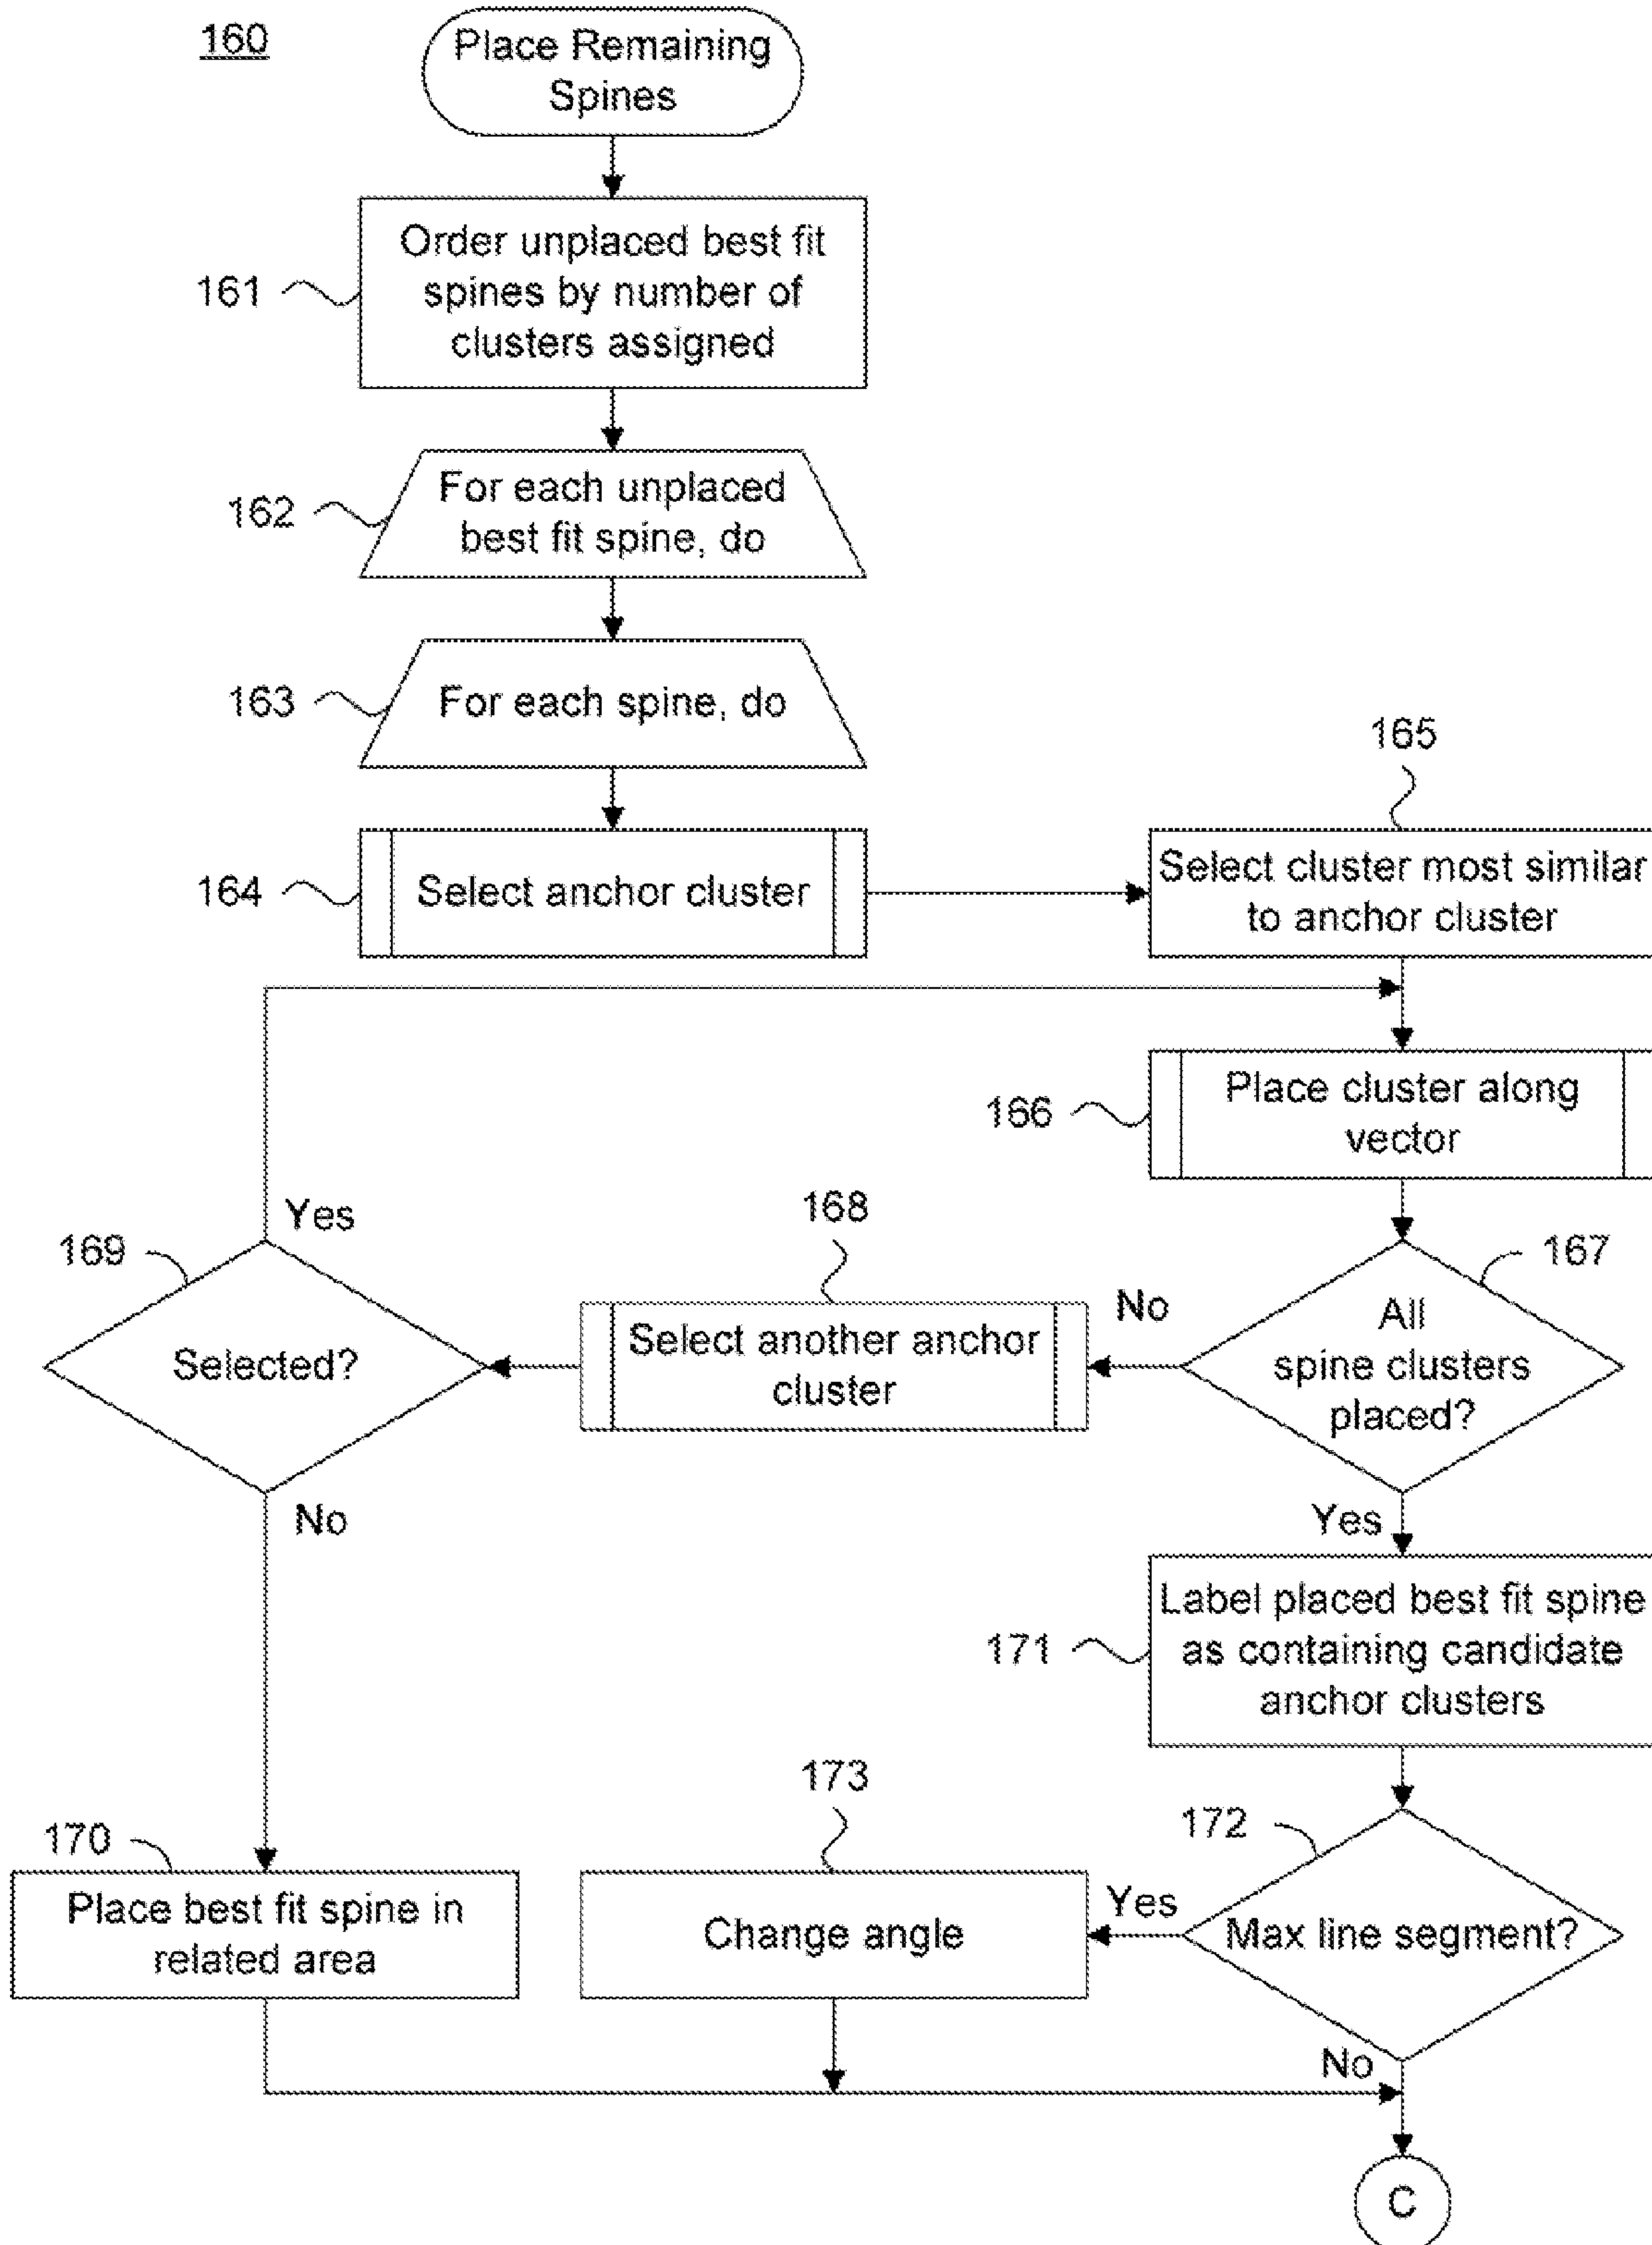 160
Place Remaining
Spines
161
Order unplaced best fit
spines by number of
clusters assigned
162
For each unplaced
best fit spine, do
163
For each spine, do
164
Select anchor cluster
165
Select cluster most similar
to anchor cluster
166
Place cluster along
vector
167
All
spine clusters
placed?
No
168
Select another anchor
cluster
169
Selected?
Yes
No
170
Place best fit spine in
related area
Yes
171
Label placed best fit spine
as containing candidate
anchor clusters
172
Max line segment?
Yes
173
Change angle
No
C